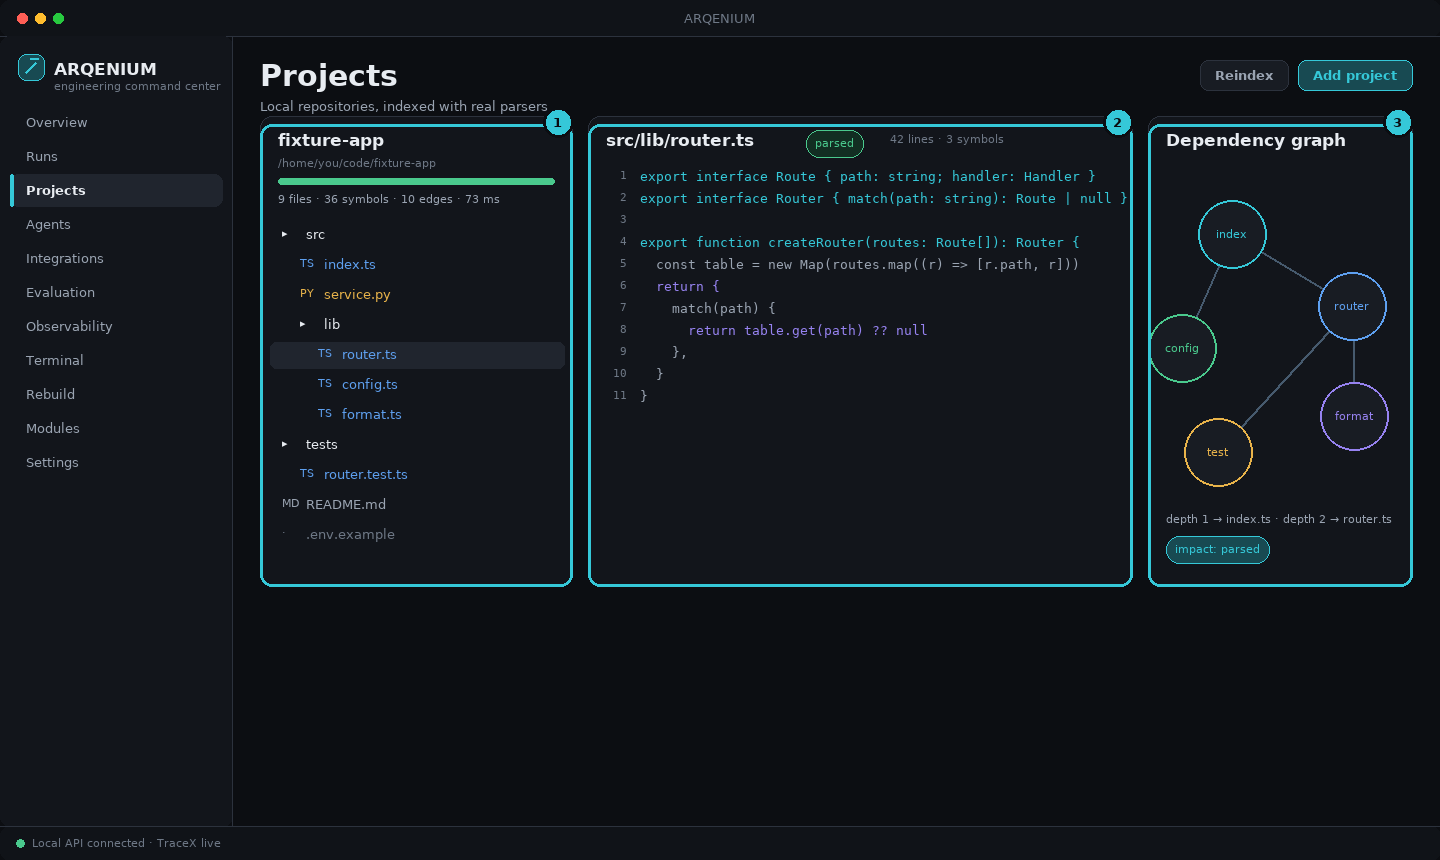 ARQENIUM
ARQENIUM
engineering command center
Overview
Runs
Projects
Agents
Integrations
Evaluation
Observability
Terminal
Rebuild
Modules
Settings
Projects
Local repositories, indexed with real parsers
Reindex
Add project
1
fixture-app
/home/you/code/fixture-app
9 files · 36 symbols · 10 edges · 73 ms
▸ src
TS index.ts
PY service.py
▸ lib
TS router.ts
TS config.ts
TS format.ts
▸ tests
TS router.test.ts
MD README.md
- .env.example
2
src/lib/router.ts parsed 42 lines · 3 symbols
1 export interface Route { path: string; handler: Handler }
2 export interface Router { match(path: string): Route | null }
3
4 export function createRouter(routes: Route[]): Router {
5   const table = new Map(routes.map((r) => [r.path, r]))
6   return {
7     match(path) {
8       return table.get(path) ?? null
9     },
10   }
11 }
3
Dependency graph
index
router
config
format
test
depth 1 → index.ts · depth 2 → router.ts
impact: parsed
Local API connected · TraceX live